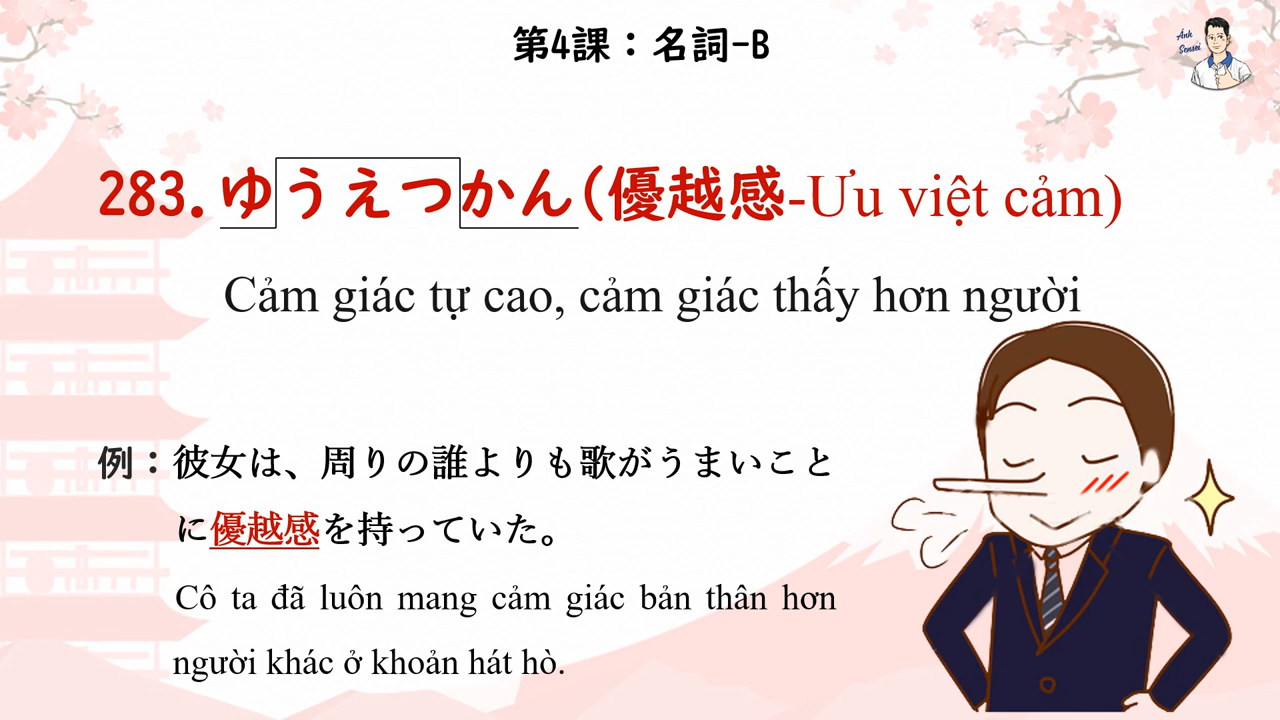 第4課：名詞-B
Anh
Sensei
283.ゆうえつかん(優越感-Ưu việt cảm)
Cảm giác tự cao, cảm giác thấy hơn người
例：彼女は、周りの誰よりも歌がうまいこと
に優越感を持っていた。
Cô ta đã luôn mang cảm giác bản thân hơn
người khác ở khoản hát hò.